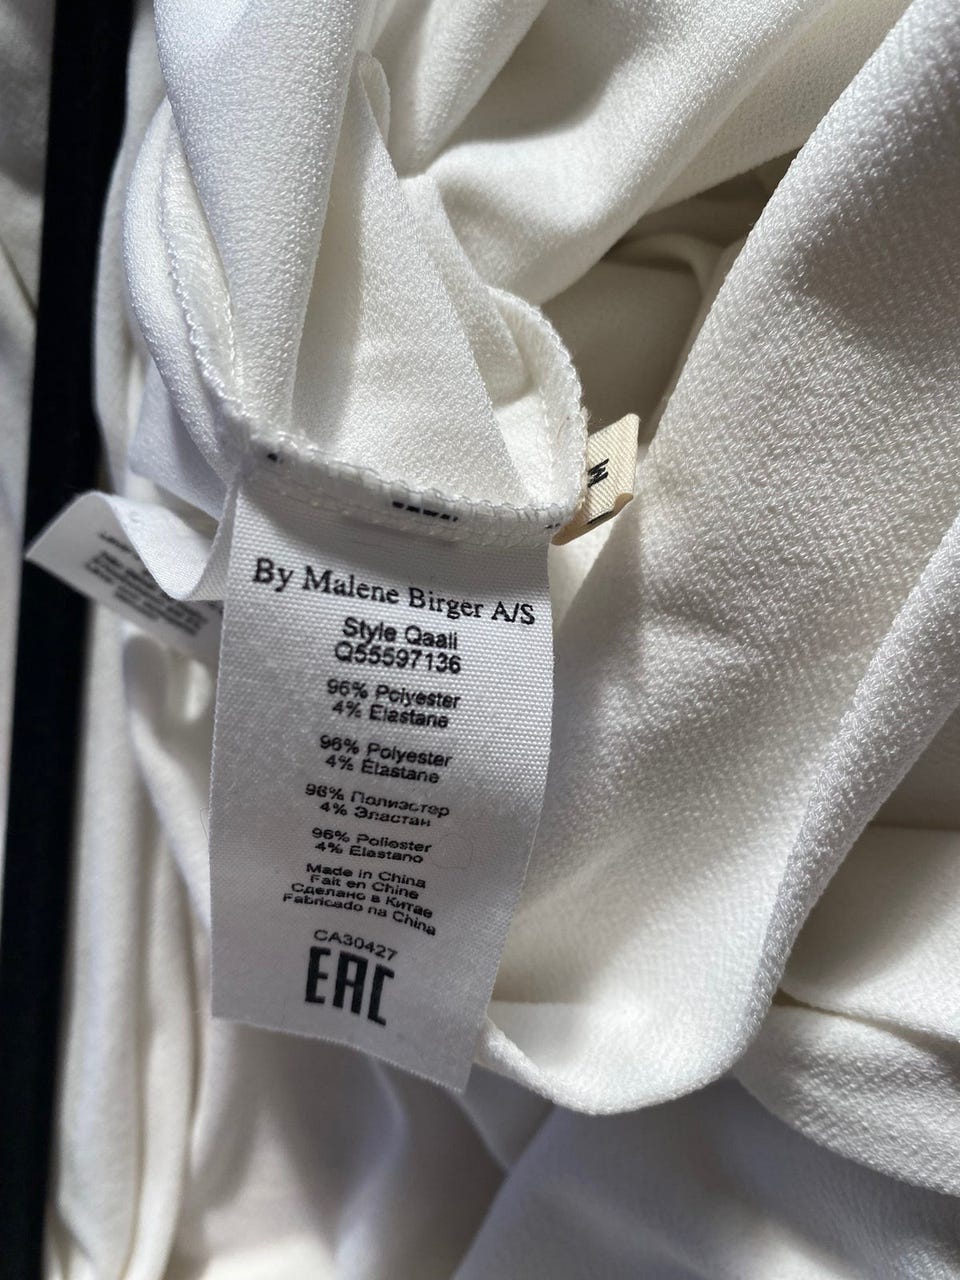 By Malene Birger A/S
Style Qaali
Q55597136
96% Polyester
4% Elastane
96% Polyester
4% Elastane
96% Полиэстер
4% Эластан
96% Poliester
4% Elastano
Made in China
Fait en Chine
Сделано в Китае
Fabricado na China
CA30427
EAC